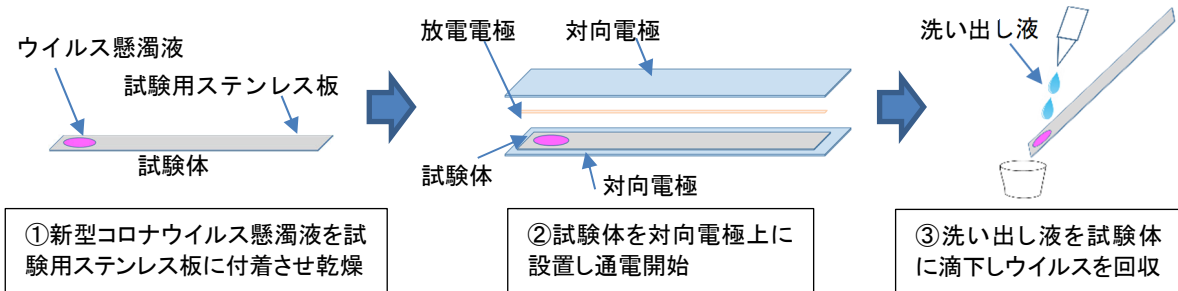 ウイルス懸濁液
試験用ステンレス板
試験体
①新型コロナウイルス懸濁液を試
験用ステンレス板に付着させ乾燥
放電電極
対向電極
試験体
対向電極
②試験体を対向電極上に
設置し通電開始
洗い出し液
③洗い出し液を試験体
に滴下しウイルスを回収